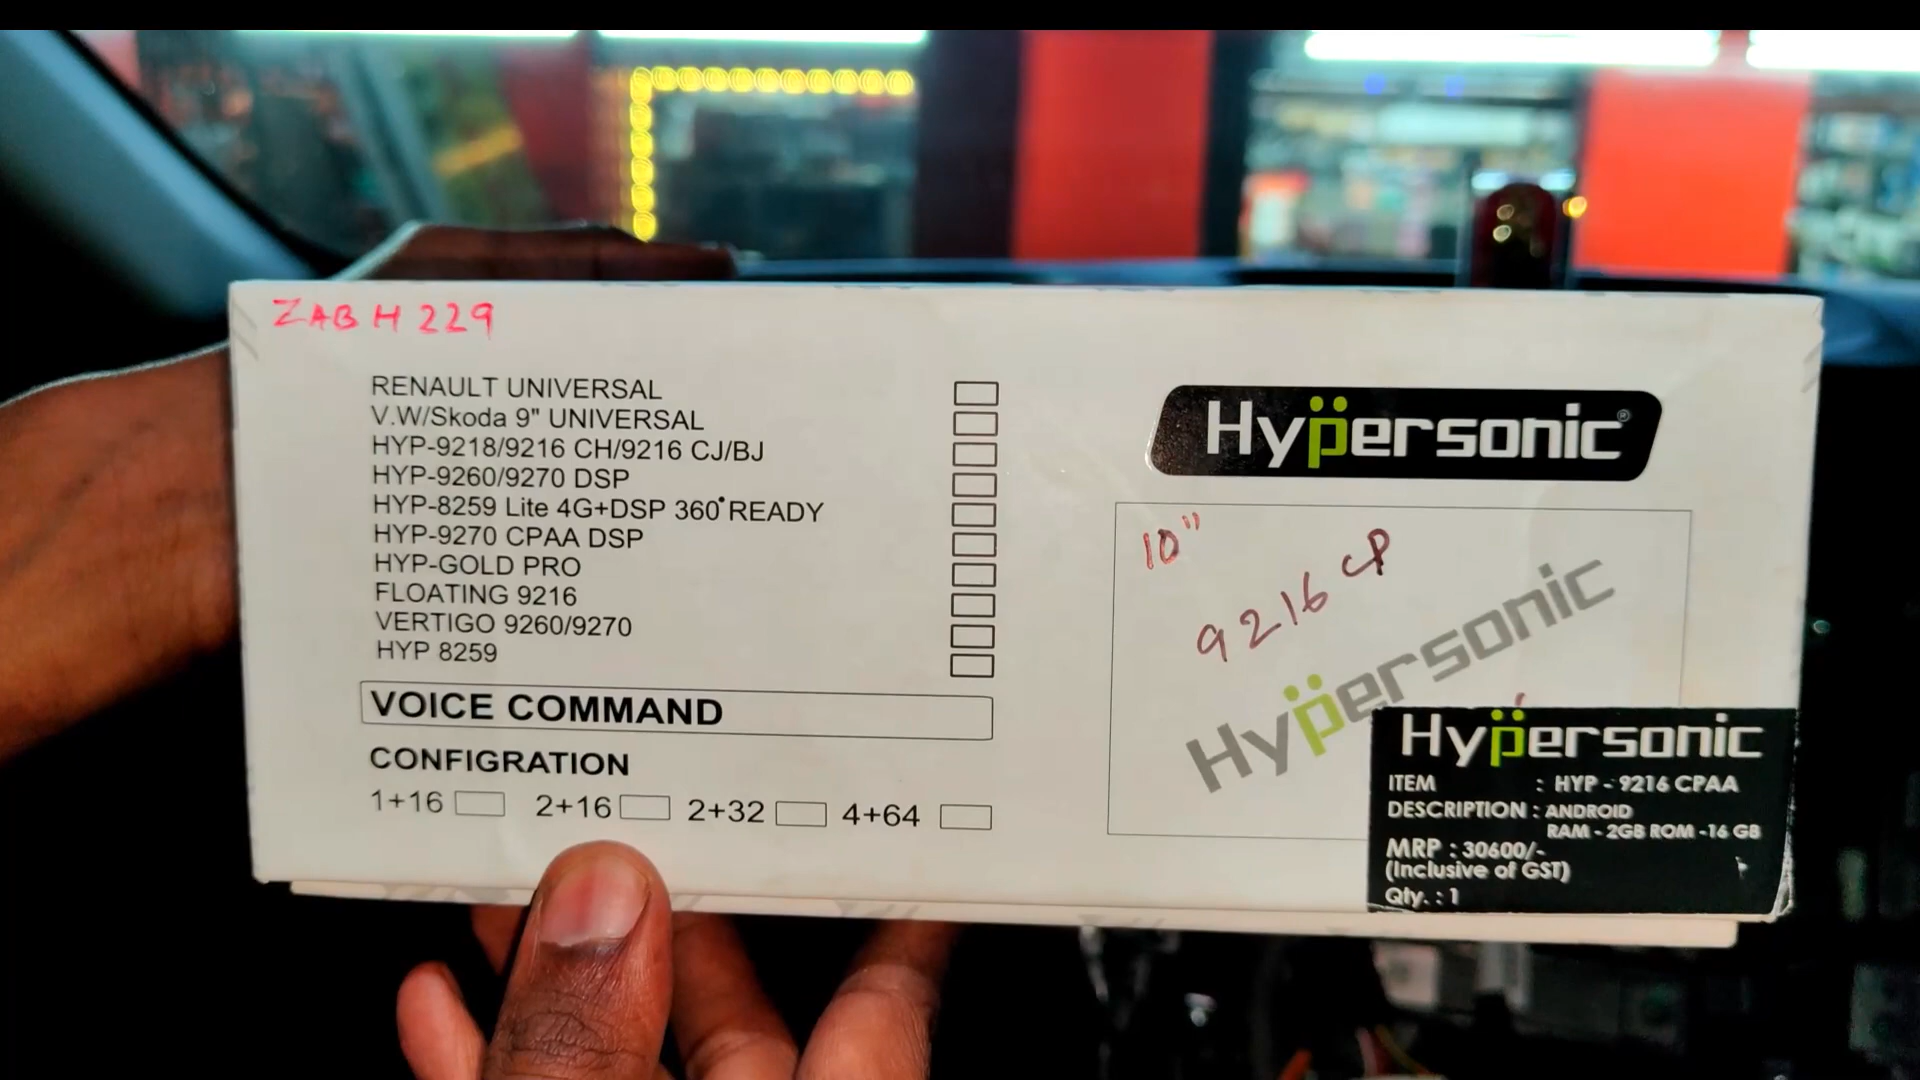 ZAB H 229
RENAULT UNIVERSAL
V.W/Skoda 9" UNIVERSAL
HYP-9218/9216 CH/9216 CJ/BJ
HYP-9260/9270 DSP
HYP-8259 Lite 4G+DSP 360° READY
HYP-9270 CPAA DSP
HYP-GOLD PRO
FLOATING 9216
VERTIGO 9260/9270
HYP 8259
VOICE COMMAND
CONFIGRATION
1+16 2+16 2+32 4+64
Hypersonic®
10"
9216 CP
Hypersonic
Hypersonic
ITEM : HYP - 9216 CPAA
DESCRIPTION : ANDROID
RAM - 2GB ROM -16 GB
MRP : 30600/-
(Inclusive of GST)
Qty. : 1